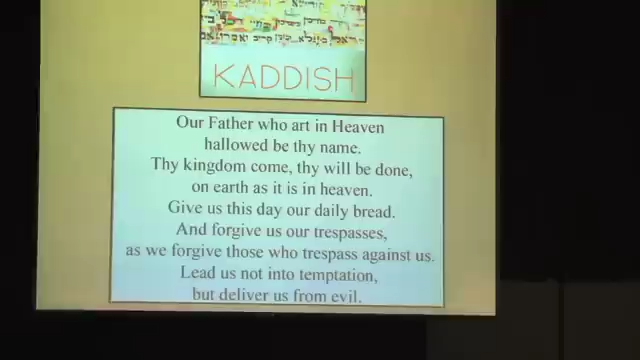 KADDISH
Our Father who art in Heaven
hallowed be thy name.
Thy kingdom come, thy will be done,
on earth as it is in heaven.
Give us this day our daily bread.
And forgive us our trespasses,
as we forgive those who trespass against us.
Lead us not into temptation,
but deliver us from evil.